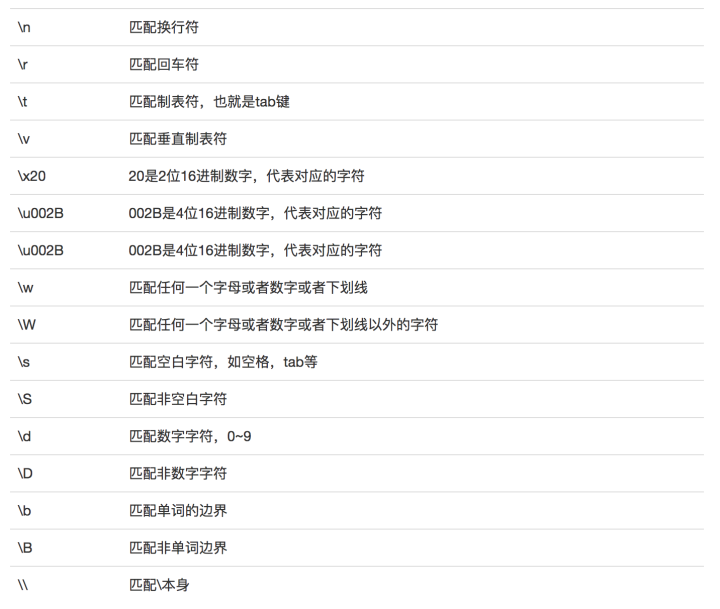 \n 匹配换行符
\r 匹配回车符
\t 匹配制表符，也就是tab键
\v 匹配垂直制表符
\x20 20是2位16进制数字，代表对应的字符
\u002B 002B是4位16进制数字，代表对应的字符
\u002B 002B是4位16进制数字，代表对应的字符
\w 匹配任何一个字母或者数字或者下划线
\W 匹配任何一个字母或者数字或者下划线以外的字符
\s 匹配空白字符，如空格，tab等
\S 匹配非空白字符
\d 匹配数字字符，0~9
\D 匹配非数字字符
\b 匹配单词的边界
\B 匹配非单词边界
\\ 匹配\本身